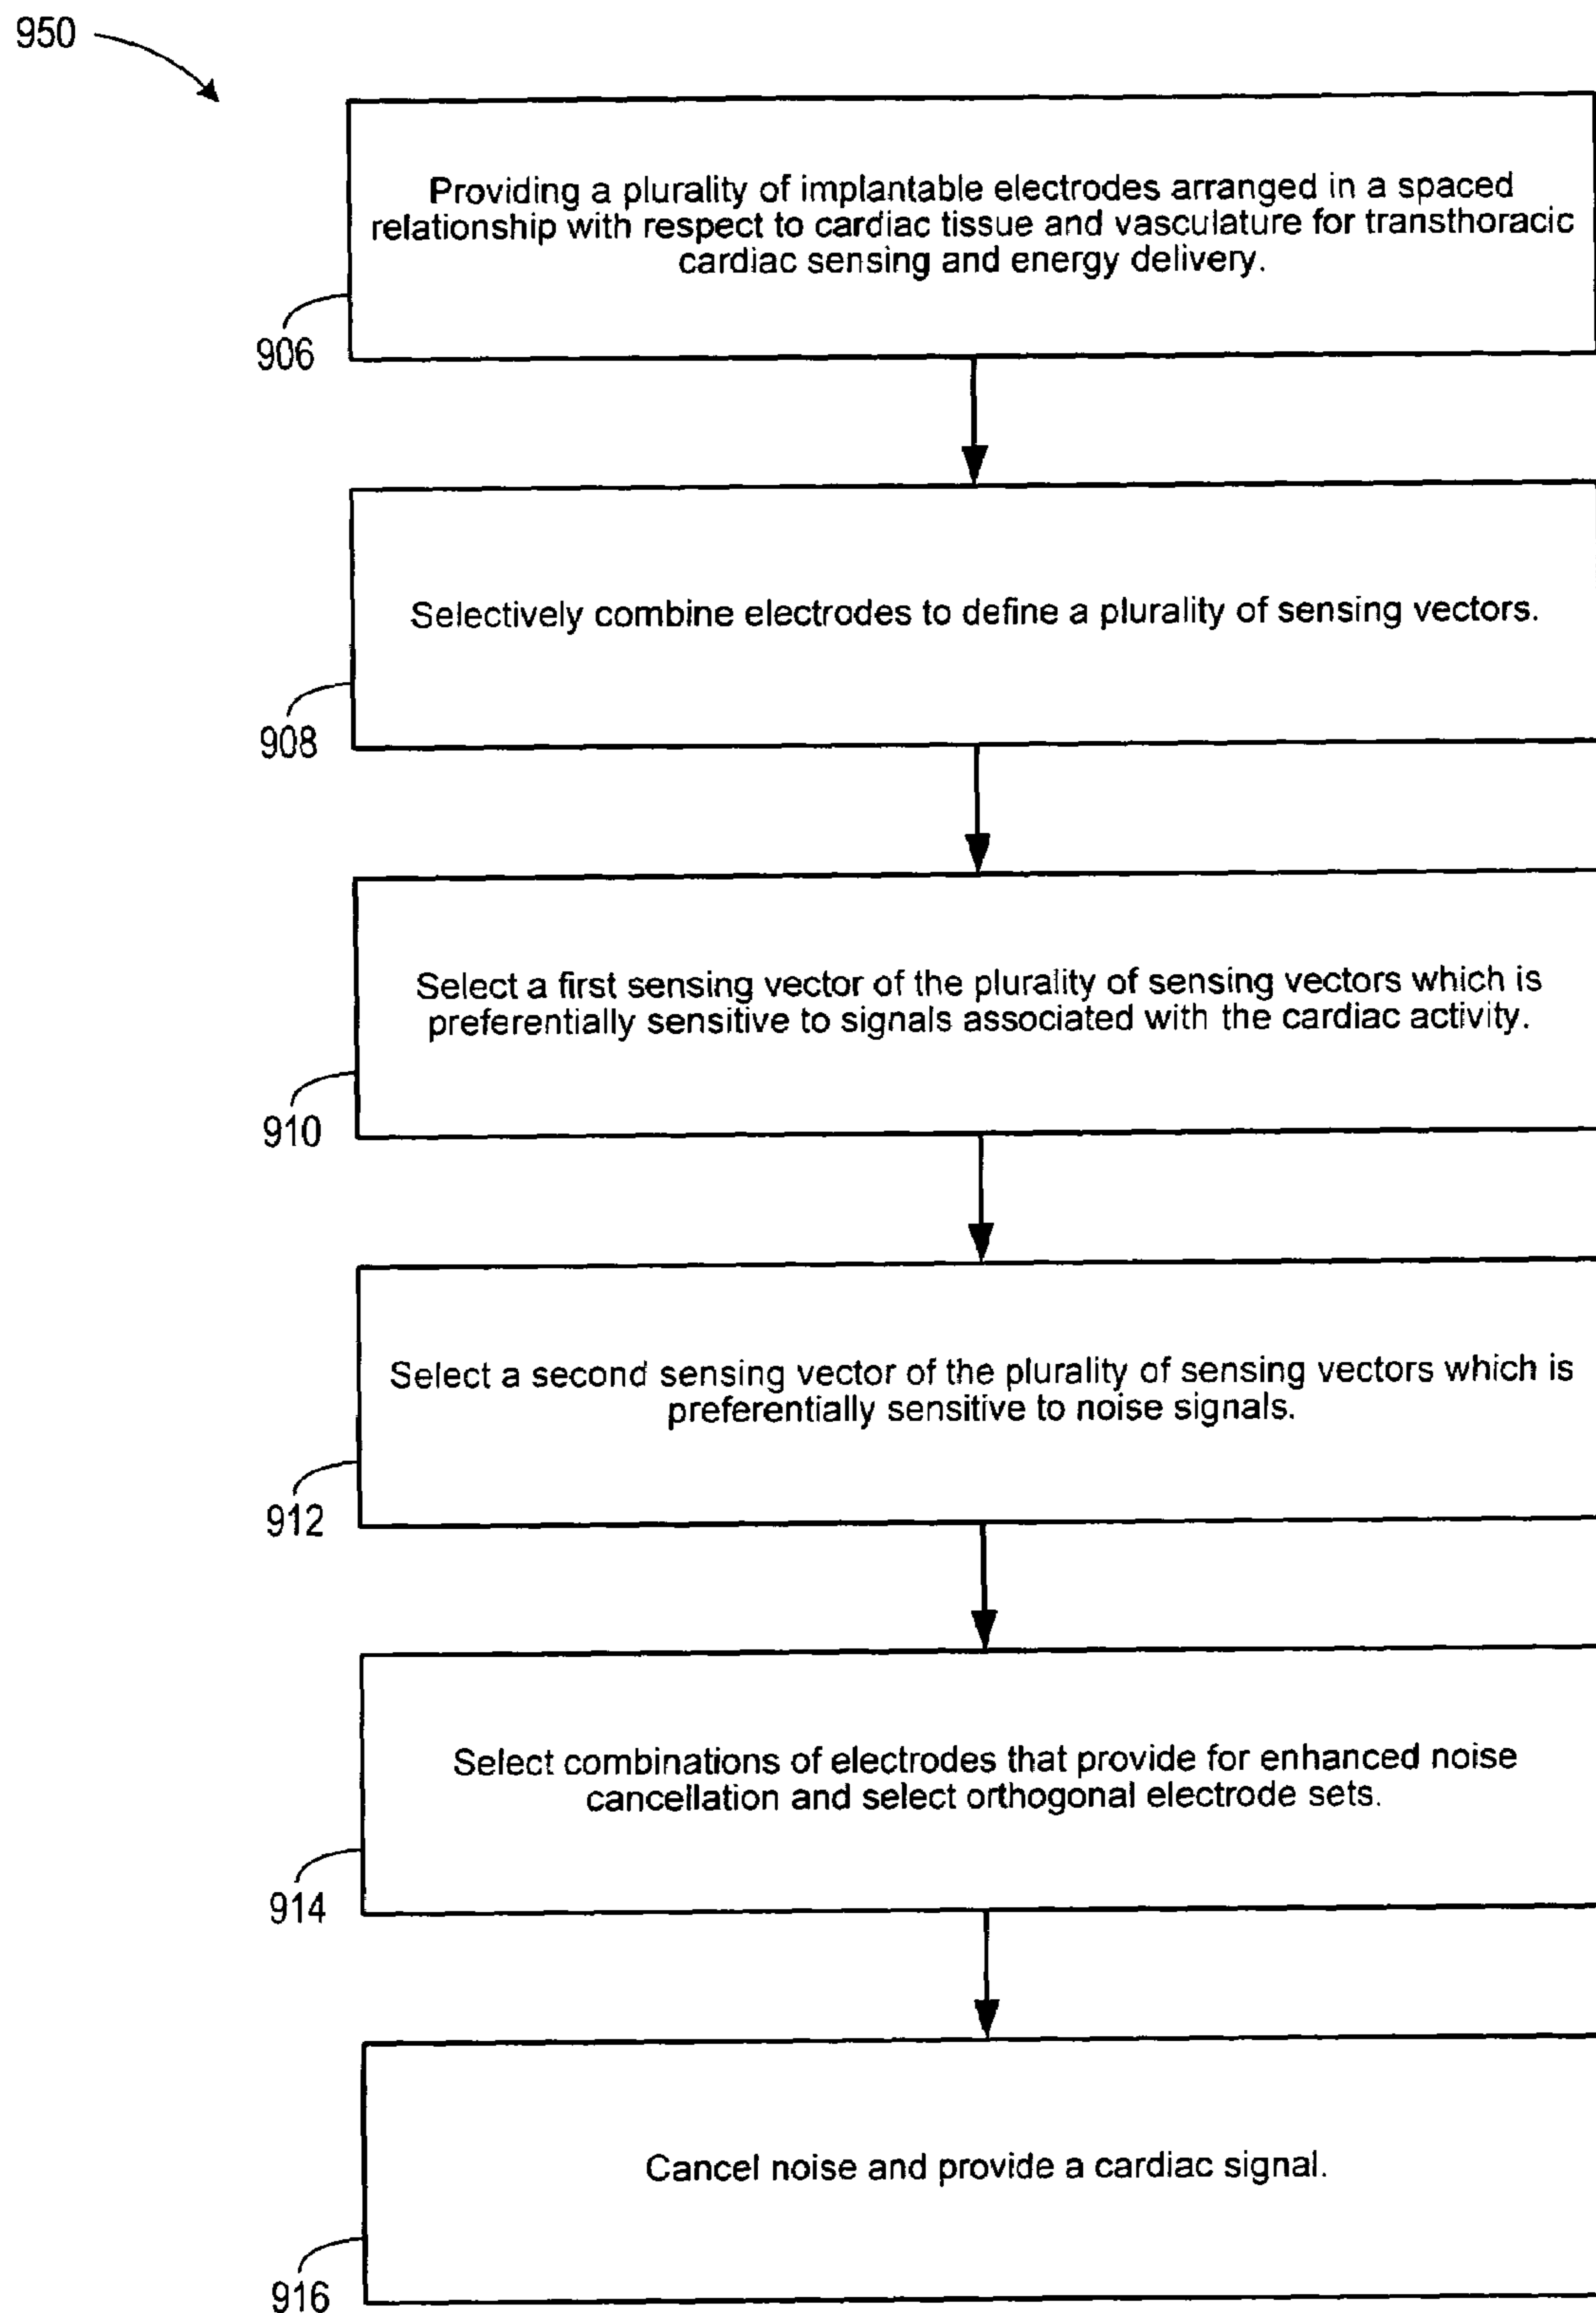 950
Providing a plurality of implantable electrodes arranged in a spaced
relationship with respect to cardiac tissue and vasculature for transthoracic
cardiac sensing and energy delivery.
906
Selectively combine electrodes to define a plurality of sensing vectors.
908
Select a first sensing vector of the plurality of sensing vectors which is
preferentially sensitive to signals associated with the cardiac activity.
910
Select a second sensing vector of the plurality of sensing vectors which is
preferentially sensitive to noise signals.
912
Select combinations of electrodes that provide for enhanced noise
cancellation and select orthogonal electrode sets.
914
Cancel noise and provide a cardiac signal.
916